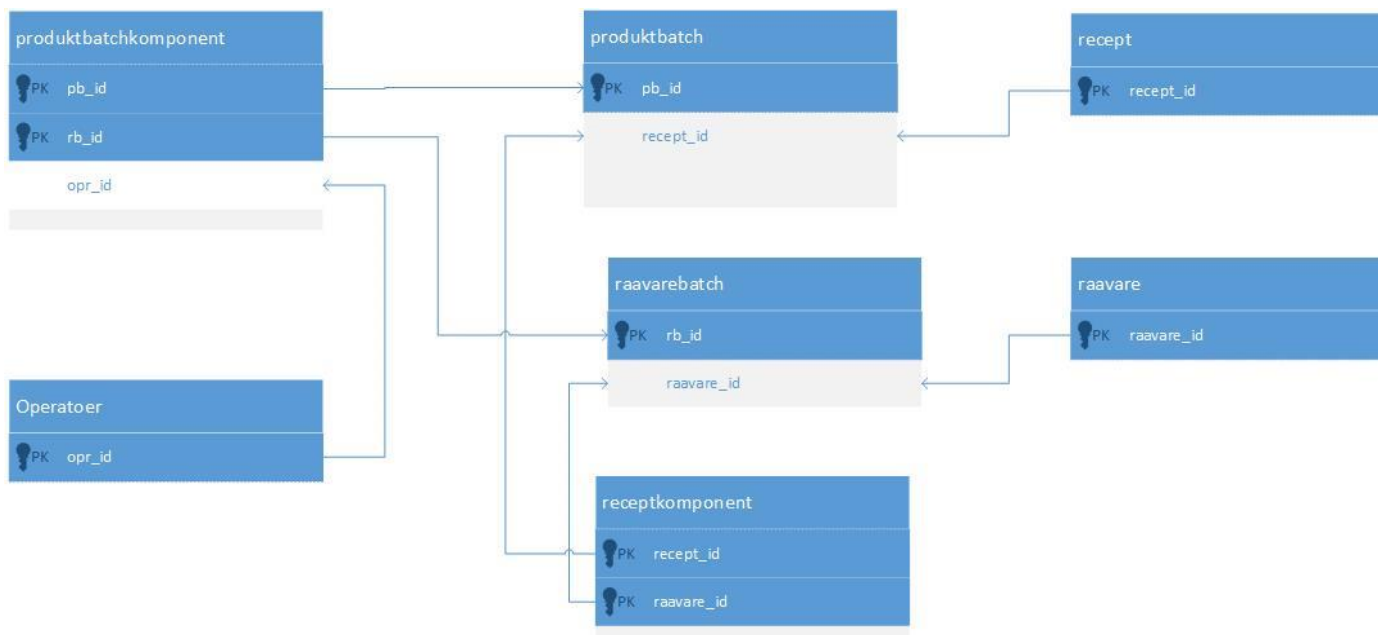 produktbatchkomponent
PK pb_id
PK rb_id
opr_id
produktbatch
PK pb_id
recept_id
recept
PK recept_id
raavarebatch
PK rb_id
raavare_id
raavare
PK raavare_id
Operatoer
PK opr_id
receptkomponent
PK recept_id
PK raavare_id